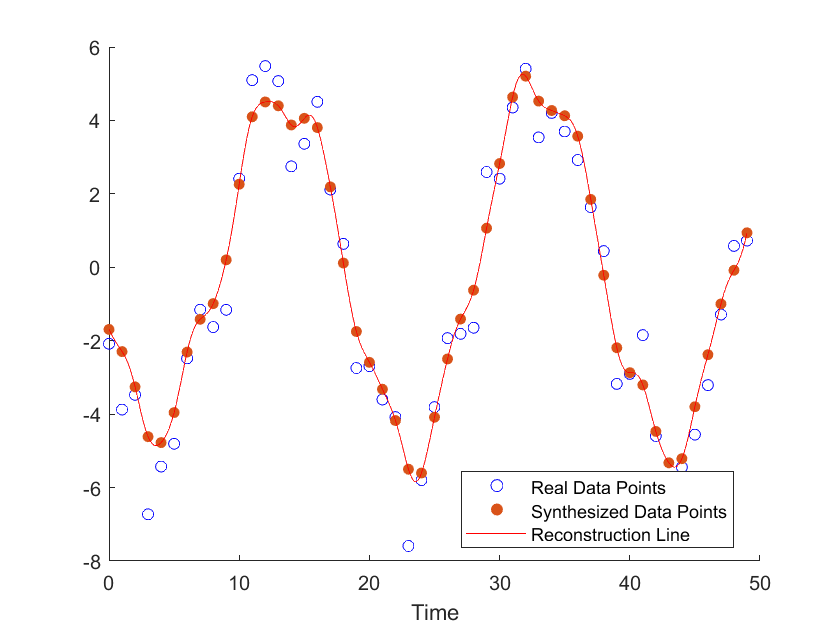 6
4
2
0
-2
-4
-6
-8
0 10 20 30 40 50
Time
Real Data Points
Synthesized Data Points
Reconstruction Line